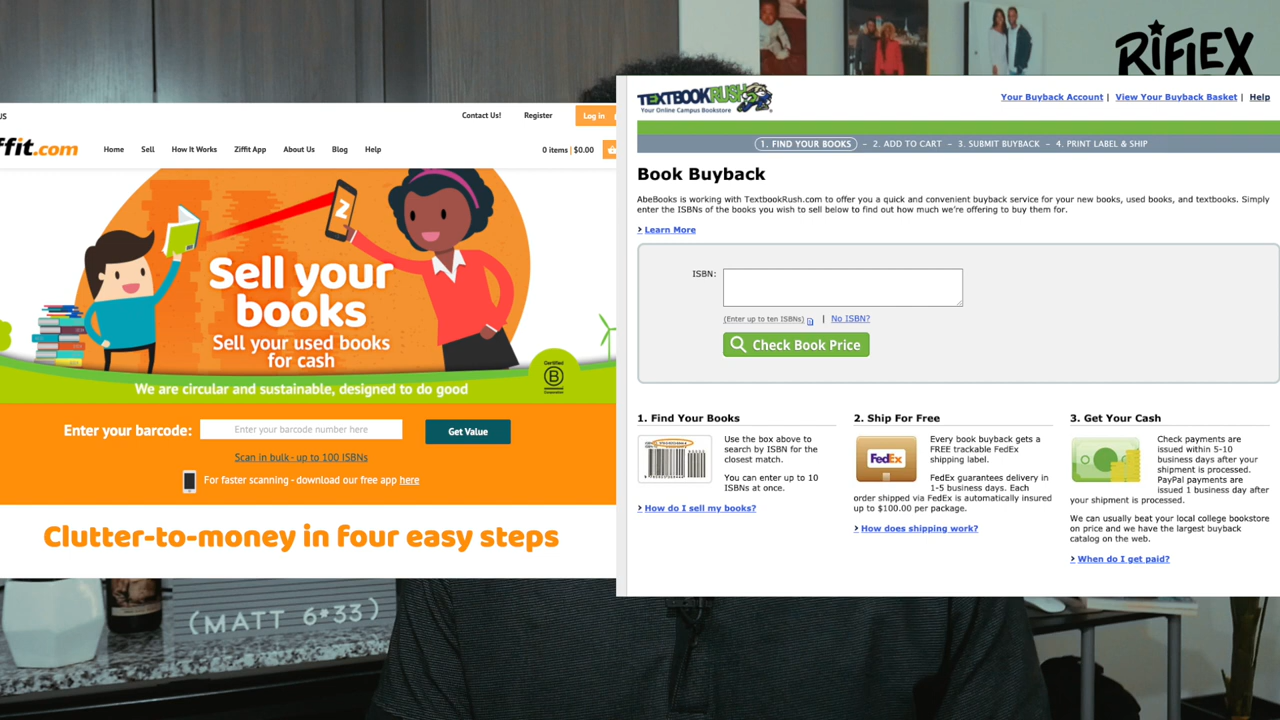 RiFLEX
US
Contact Us!
Register
Log in
ffit.com
Home
Sell
How It Works
Ziffit App
About Us
Blog
Help
0 items | $0.00
Z
Sell your
books
Sell your used books
for cash
We are circular and sustainable, designed to do good
Certified
B
Corporation
Enter your barcode:
Enter your barcode number here
Get Value
Scan in bulk - up to 100 ISBNs
For faster scanning - download our free app here
Clutter-to-money in four easy steps
TEXTBOOKRUSH
Your Online Campus Bookstore
Your Buyback Account | View Your Buyback Basket | Help
1. FIND YOUR BOOKS – 2. ADD TO CART – 3. SUBMIT BUYBACK – 4. PRINT LABEL & SHIP
Book Buyback
AbeBooks is working with TextbookRush.com to offer you a quick and convenient buyback service for your new books, used books, and textbooks. Simply
enter the ISBNs of the books you wish to sell below to find out how much we're offering to buy them for.
› Learn More
ISBN:
(Enter up to ten ISBNs) | No ISBN?
Check Book Price
1. Find Your Books
Use the box above to
search by ISBN for the
closest match.
You can enter up to 10
ISBNs at once.
› How do I sell my books?
2. Ship For Free
FedEx
Every book buyback gets a
FREE trackable FedEx
shipping label.
FedEx guarantees delivery in
1-5 business days. Each
order shipped via FedEx is automatically insured
up to $100.00 per package.
› How does shipping work?
3. Get Your Cash
Check payments are
issued within 5-10
business days after your
shipment is processed.
PayPal payments are
issued 1 business day after
your shipment is processed.
We can usually beat your local college bookstore
on price and we have the largest buyback
catalog on the web.
› When do I get paid?
(MATT 6*33)